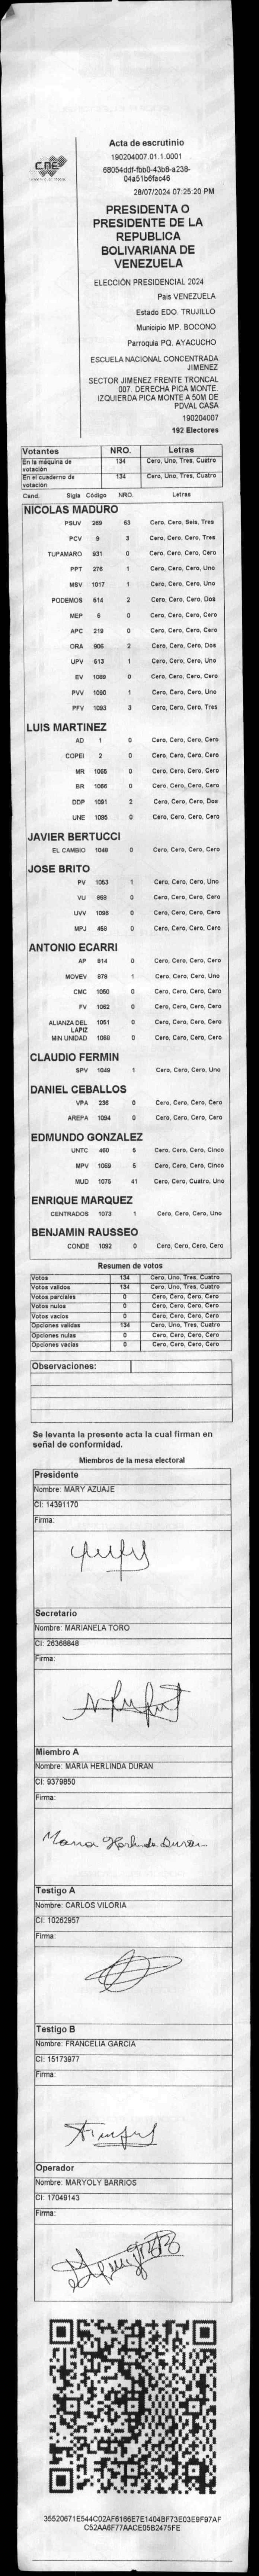 Acta de escrutinio
190204007.01.1.0001
68054ddf-fbb0-43b8-a238-
04a51b6fac46
28/07/2024 07:25:20 PM
CNE
PRESIDENTA O
PRESIDENTE DE LA
REPUBLICA
BOLIVARIANA DE
VENEZUELA
ELECCIÓN PRESIDENCIAL 2024
Pais VENEZUELA
Estado EDO. TRUJILLO
Municipio MP. BOCONO
Parroquia PQ. AYACUCHO
ESCUELA NACIONAL CONCENTRADA
JIMENEZ
SECTOR JIMENEZ FRENTE TRONCAL
007. DERECHA PICA MONTE.
IZQUIERDA PICA MONTE A 50M DE
PDVAL CASA
190204007
192 Electores
Votantes NRO. Letras
En la máquina de votación 134 Cero, Uno, Tres, Cuatro
En el cuaderno de votación 134 Cero, Uno, Tres, Cuatro
Cand. Sigla Código NRO. Letras
NICOLAS MADURO
PSUV 269 63 Cero, Cero, Seis, Tres
PCV 9 3 Cero, Cero, Cero, Tres
TUPAMARO 931 0 Cero, Cero, Cero, Cero
PPT 276 1 Cero, Cero, Cero, Uno
MSV 1017 1 Cero, Cero, Cero, Uno
PODEMOS 514 2 Cero, Cero, Cero, Dos
MEP 6 0 Cero, Cero, Cero, Cero
APC 219 0 Cero, Cero, Cero, Cero
ORA 906 2 Cero, Cero, Cero, Dos
UPV 513 1 Cero, Cero, Cero, Uno
EV 1089 0 Cero, Cero, Cero, Cero
PVV 1090 1 Cero, Cero, Cero, Uno
PFV 1093 3 Cero, Cero, Cero, Tres
LUIS MARTINEZ
AD 1 0 Cero, Cero, Cero, Cero
COPEI 2 0 Cero, Cero, Cero, Cero
MR 1065 0 Cero, Cero, Cero, Cero
BR 1066 0 Cero, Cero, Cero, Cero
DDP 1091 2 Cero, Cero, Cero, Dos
UNE 1095 0 Cero, Cero, Cero, Cero
JAVIER BERTUCCI
EL CAMBIO 1048 0 Cero, Cero, Cero, Cero
JOSE BRITO
PV 1053 1 Cero, Cero, Cero, Uno
VU 868 0 Cero, Cero, Cero, Cero
UVV 1096 0 Cero, Cero, Cero, Cero
MPJ 459 0 Cero, Cero, Cero, Cero
ANTONIO ECARRI
AP 814 0 Cero, Cero, Cero, Cero
MOVEV 878 1 Cero, Cero, Cero, Uno
CMC 1050 0 Cero, Cero, Cero, Cero
FV 1062 0 Cero, Cero, Cero, Cero
ALIANZA DEL LAPIZ 1051 0 Cero, Cero, Cero, Cero
MIN UNIDAD 1068 0 Cero, Cero, Cero, Cero
CLAUDIO FERMIN
SPV 1049 1 Cero, Cero, Cero, Uno
DANIEL CEBALLOS
VPA 236 0 Cero, Cero, Cero, Cero
AREPA 1094 0 Cero, Cero, Cero, Cero
EDMUNDO GONZALEZ
UNTC 480 5 Cero, Cero, Cero, Cinco
MPV 1069 5 Cero, Cero, Cero, Cinco
MUD 1075 41 Cero, Cero, Cuatro, Uno
ENRIQUE MARQUEZ
CENTRADOS 1073 1 Cero, Cero, Cero, Uno
BENJAMIN RAUSSEO
CONDE 1092 0 Cero, Cero, Cero, Cero
Resumen de votos
Votos 134 Cero, Uno, Tres, Cuatro
Votos validos 134 Cero, Uno, Tres, Cuatro
Votos parciales 0 Cero, Cero, Cero, Cero
Votos nulos 0 Cero, Cero, Cero, Cero
Votos vacios 0 Cero, Cero, Cero, Cero
Opciones validas 134 Cero, Uno, Tres, Cuatro
Opciones nulas 0 Cero, Cero, Cero, Cero
Opciones vacias 0 Cero, Cero, Cero, Cero
Observaciones:
Se levanta la presente acta la cual firman en
señal de conformidad.
Miembros de la mesa electoral
Presidente
Nombre: MARY AZUAJE
CI: 14391170
Firma:
Secretario
Nombre: MARIANELA TORO
CI: 26368848
Firma:
Miembro A
Nombre: MARIA HERLINDA DURAN
CI: 9379850
Firma:
Maria Herl de Duran
Testigo A
Nombre: CARLOS VILORIA
CI: 10262957
Firma:
Testigo B
Nombre: FRANCELIA GARCIA
CI: 15173977
Firma:
Operador
Nombre: MARYOLY BARRIOS
CI: 17049143
Firma:
35520671E544C02AF6166E7E1404BF73E03E9F97AF
C52AA6F77AACE05B2475FE